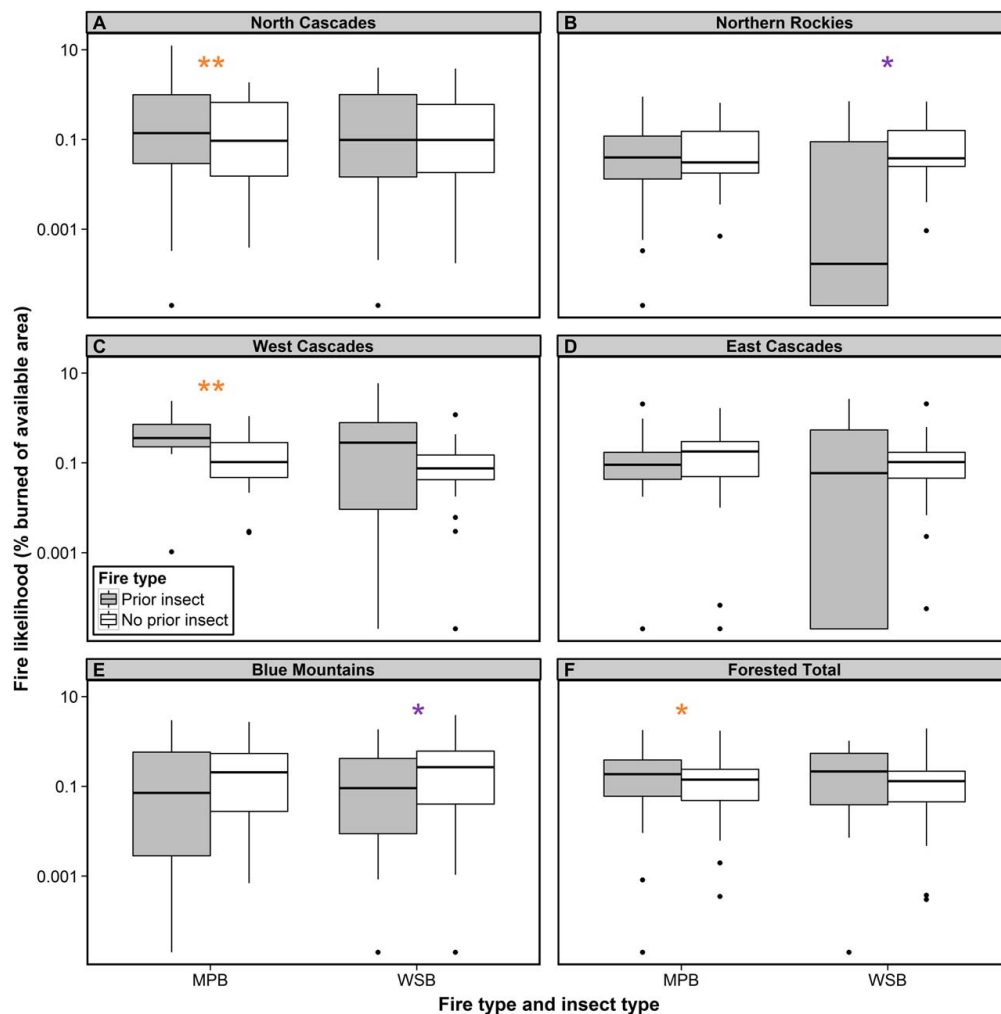 A North Cascades
B Northern Rockies
10
0.1
0.001
**
*
C West Cascades
D East Cascades
10
0.1
0.001
**
Fire type
Prior insect
No prior insect
E Blue Mountains
F Forested Total
10
0.1
0.001
*
*
MPB WSB
MPB WSB
Fire likelihood (% burned of available area)
Fire type and insect type